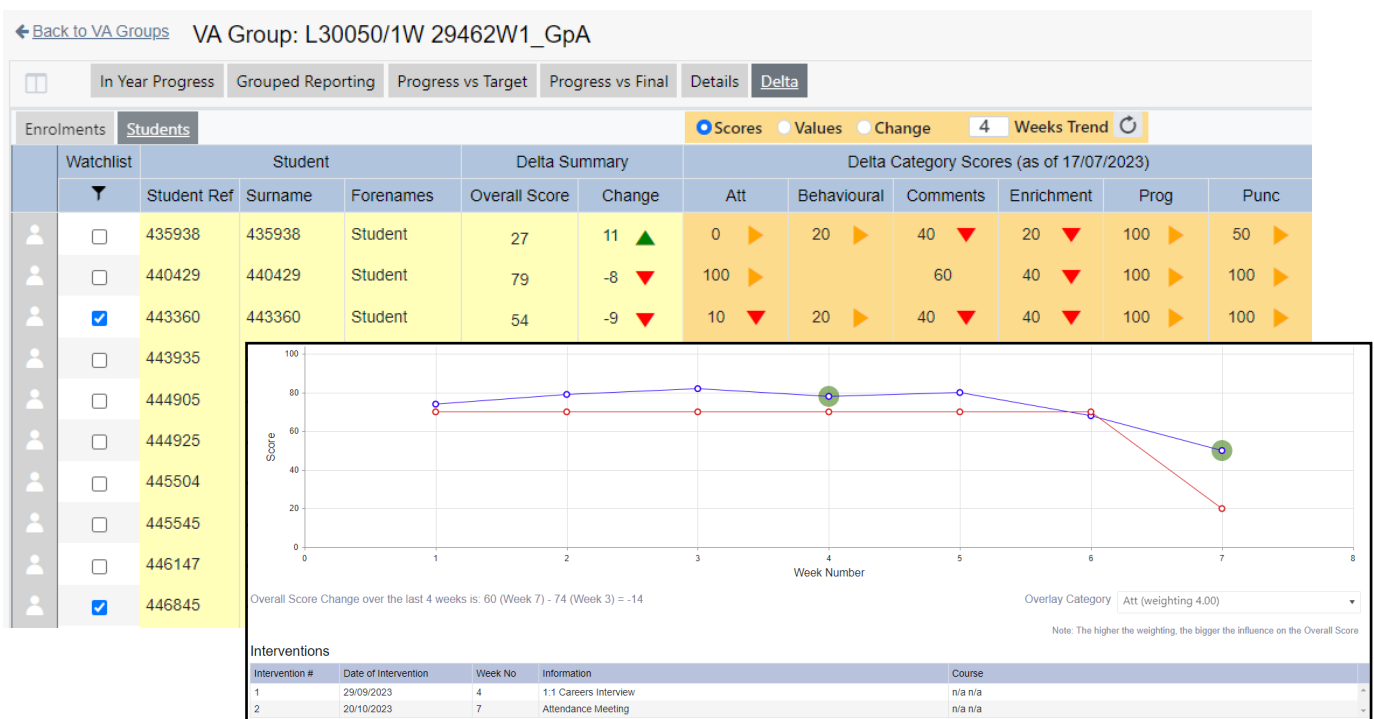 Back to VA Groups VA Group: L30050/1W 29462W1_GpA
In Year Progress Grouped Reporting Progress vs Target Progress vs Final Details Delta
Enrolments Students Scores Values Change 4 Weeks Trend
Watchlist Student Delta Summary Delta Category Scores (as of 17/07/2023)
Student Ref Surname Forenames Overall Score Change Att Behavioural Comments Enrichment Prog Punc
435938 435938 Student 27 11 0 20 40 20 100 50
440429 440429 Student 79 -8 100 60 40 100 100
443360 443360 Student 54 -9 10 20 40 40 100 100
443935
444905
444925
445504
445545
446147
446845
100
80
60
40
20
0
Score
0 1 2 3 4 5 6 7 8
Week Number
Overall Score Change over the last 4 weeks is: 60 (Week 7) - 74 (Week 3) = -14 Overlay Category Att (weighting 4.00)
Note: The higher the weighting, the bigger the influence on the Overall Score
Interventions
Intervention # Date of Intervention Week No Information Course
1 29/09/2023 4 1:1 Careers Interview n/a n/a
2 20/10/2023 7 Attendance Meeting n/a n/a